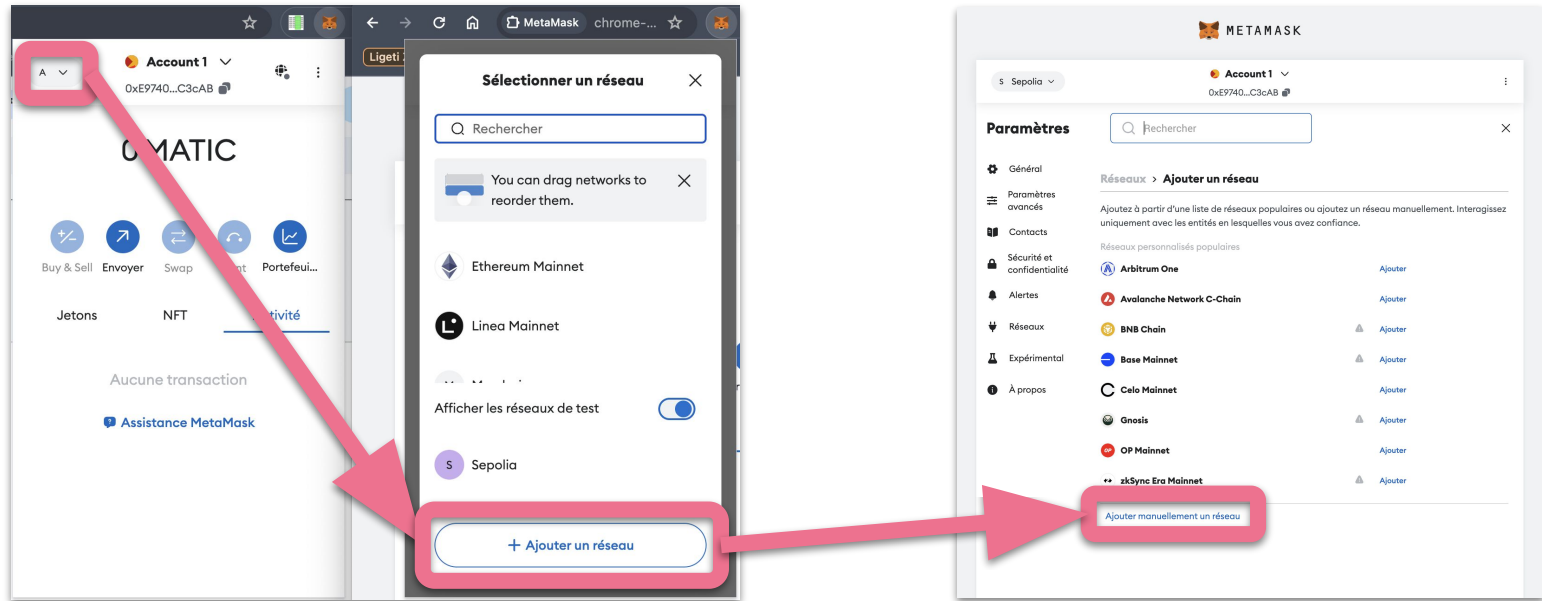 A
Account 1
0xE9740...C3cAB
MATIC
Buy & Sell
Envoyer
Swap
Portefeui...
Jetons
NFT
Aucune transaction
Assistance MetaMask
MetaMask
chrome-...
Ligeti
Sélectionner un réseau
Rechercher
You can drag networks to
reorder them.
Ethereum Mainnet
Linea Mainnet
Afficher les réseaux de test
S
Sepolia
+ Ajouter un réseau
METAMASK
S Sepolia
Account 1
0xE9740...C3cAB
Paramètres
Rechercher
Général
Paramètres
avancés
Contacts
Sécurité et
confidentialité
Alertes
Réseaux
Expérimental
À propos
Réseaux > Ajouter un réseau
Ajoutez à partir d'une liste de réseaux populaires ou ajoutez un réseau manuellement. Interagissez
uniquement avec les entités en lesquelles vous avez confiance.
Réseaux personnalisés populaires
Arbitrum One Ajouter
Avalanche Network C-Chain Ajouter
BNB Chain Ajouter
Base Mainnet Ajouter
Celo Mainnet Ajouter
Gnosis Ajouter
OP OP Mainnet Ajouter
zkSync Era Mainnet Ajouter
Ajouter manuellement un réseau